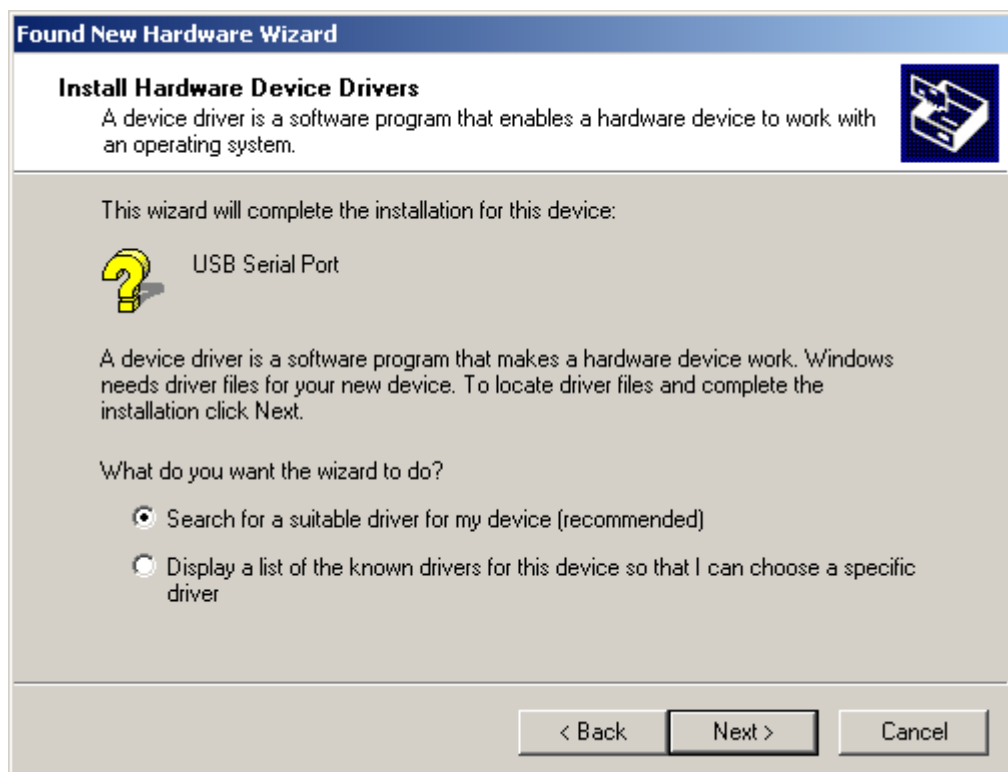 Found New Hardware Wizard
Install Hardware Device Drivers
A device driver is a software program that enables a hardware device to work with
an operating system.
This wizard will complete the installation for this device:
USB Serial Port
A device driver is a software program that makes a hardware device work. Windows
needs driver files for your new device. To locate driver files and complete the
installation click Next.
What do you want the wizard to do?
Search for a suitable driver for my device (recommended)
Display a list of the known drivers for this device so that I can choose a specific
driver
< Back
Next >
Cancel